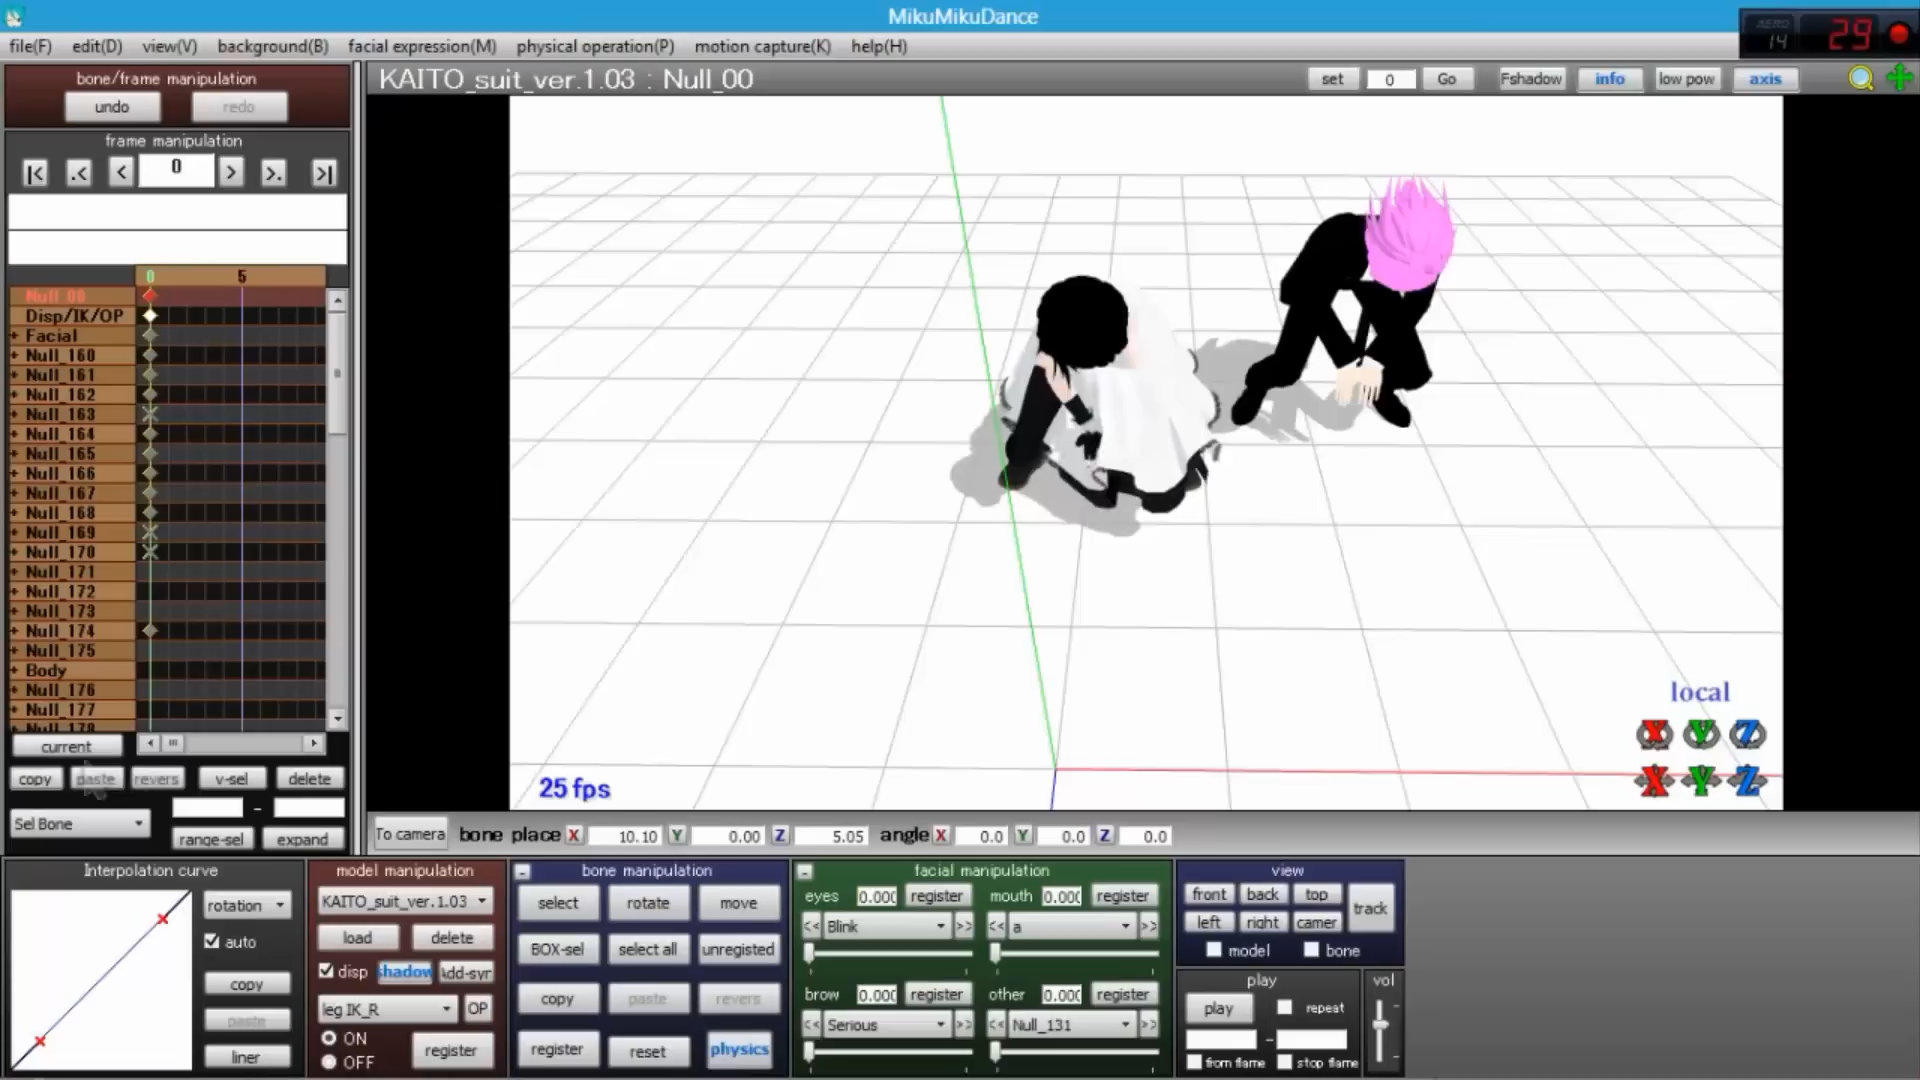 MikuMikuDance
file(F) edit(D) view(V) background(B) facial expression(M) physical operation(P) motion capture(K) help(H)
14 29
bone/frame manipulation
undo redo
KAITO_suit_ver.1.03 : Null_00
set 0 Go Fshadow info low pow axis
frame manipulation
|< .< < 0 > >. >|
0 5
Null_00
Disp/IK/OP
+ Facial
+ Null_160
+ Null_161
+ Null_162
+ Null_163
+ Null_164
+ Null_165
+ Null_166
+ Null_167
+ Null_168
+ Null_169
+ Null_170
+ Null_171
+ Null_172
+ Null_173
+ Null_174
+ Null_175
+ Body
+ Null_176
+ Null_177
Null_178
current
copy paste revers v-sel delete
-
Sel Bone
range-sel expand
local
X Y Z
X Y Z
25 fps
To camera bone place X 10.10 Y 0.00 Z 5.05 angle X 0.0 Y 0.0 Z 0.0
Interpolation curve
rotation
auto
copy
paste
liner
model manipulation
KAITO_suit_ver.1.03
load delete
disp shadow Add-syn
leg IK_R OP
ON
OFF
register
- bone manipulation
select rotate move
BOX-sel select all unregisted
copy paste revers
register reset physics
- facial manipulation
eyes 0.000 register mouth 0.000 register
<< Blink >> << a >>
brow 0.000 register other 0.000 register
<< Serious >> << Null_131 >>
view
front back top
left right camer
track
model bone
play
play repeat
-
from flame stop flame
vol